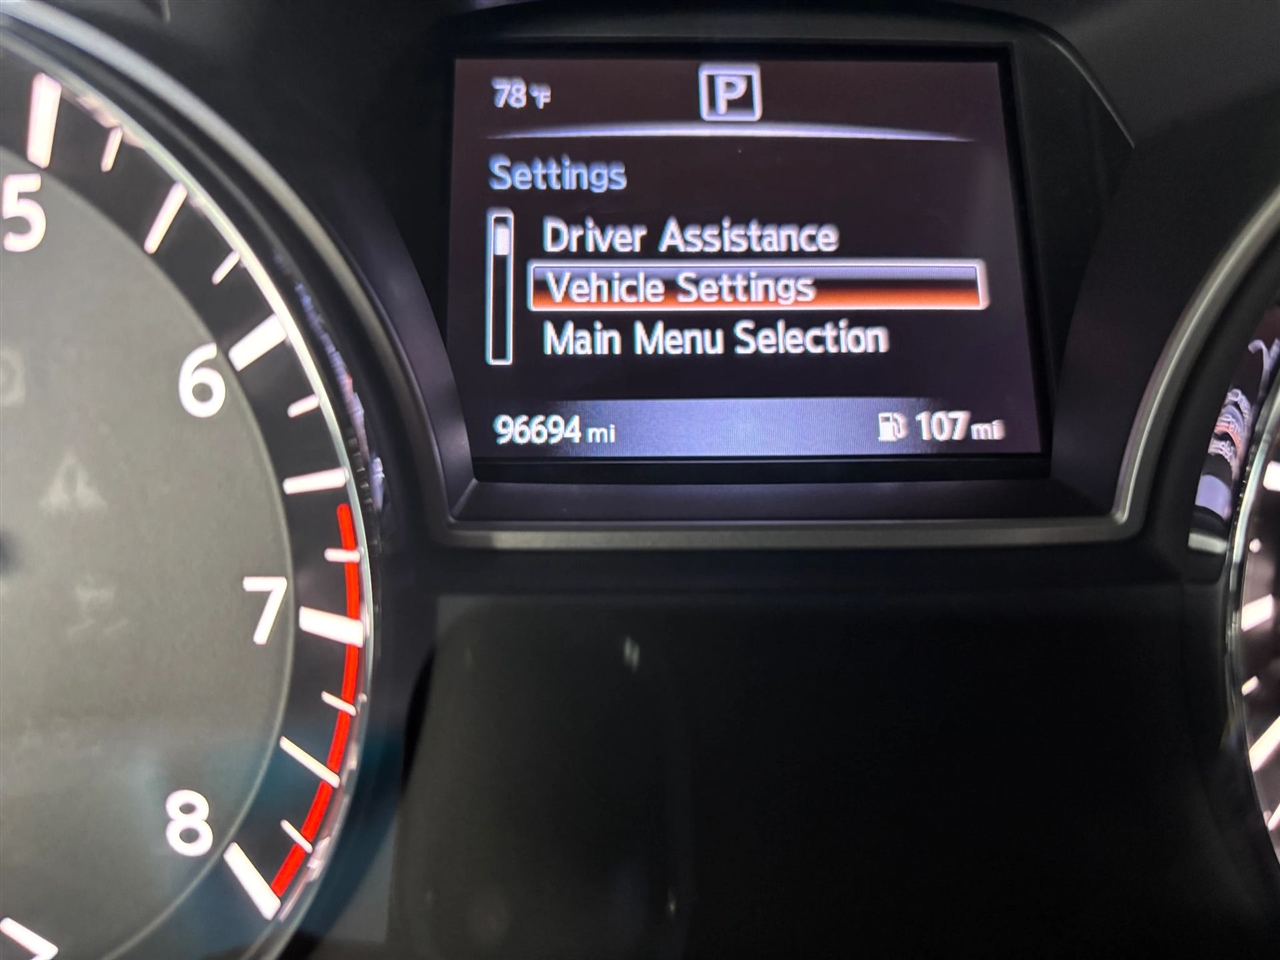 78°F
P
Settings
Driver Assistance
Vehicle Settings
Main Menu Selection
96694 mi
107 mi
5
6
7
8